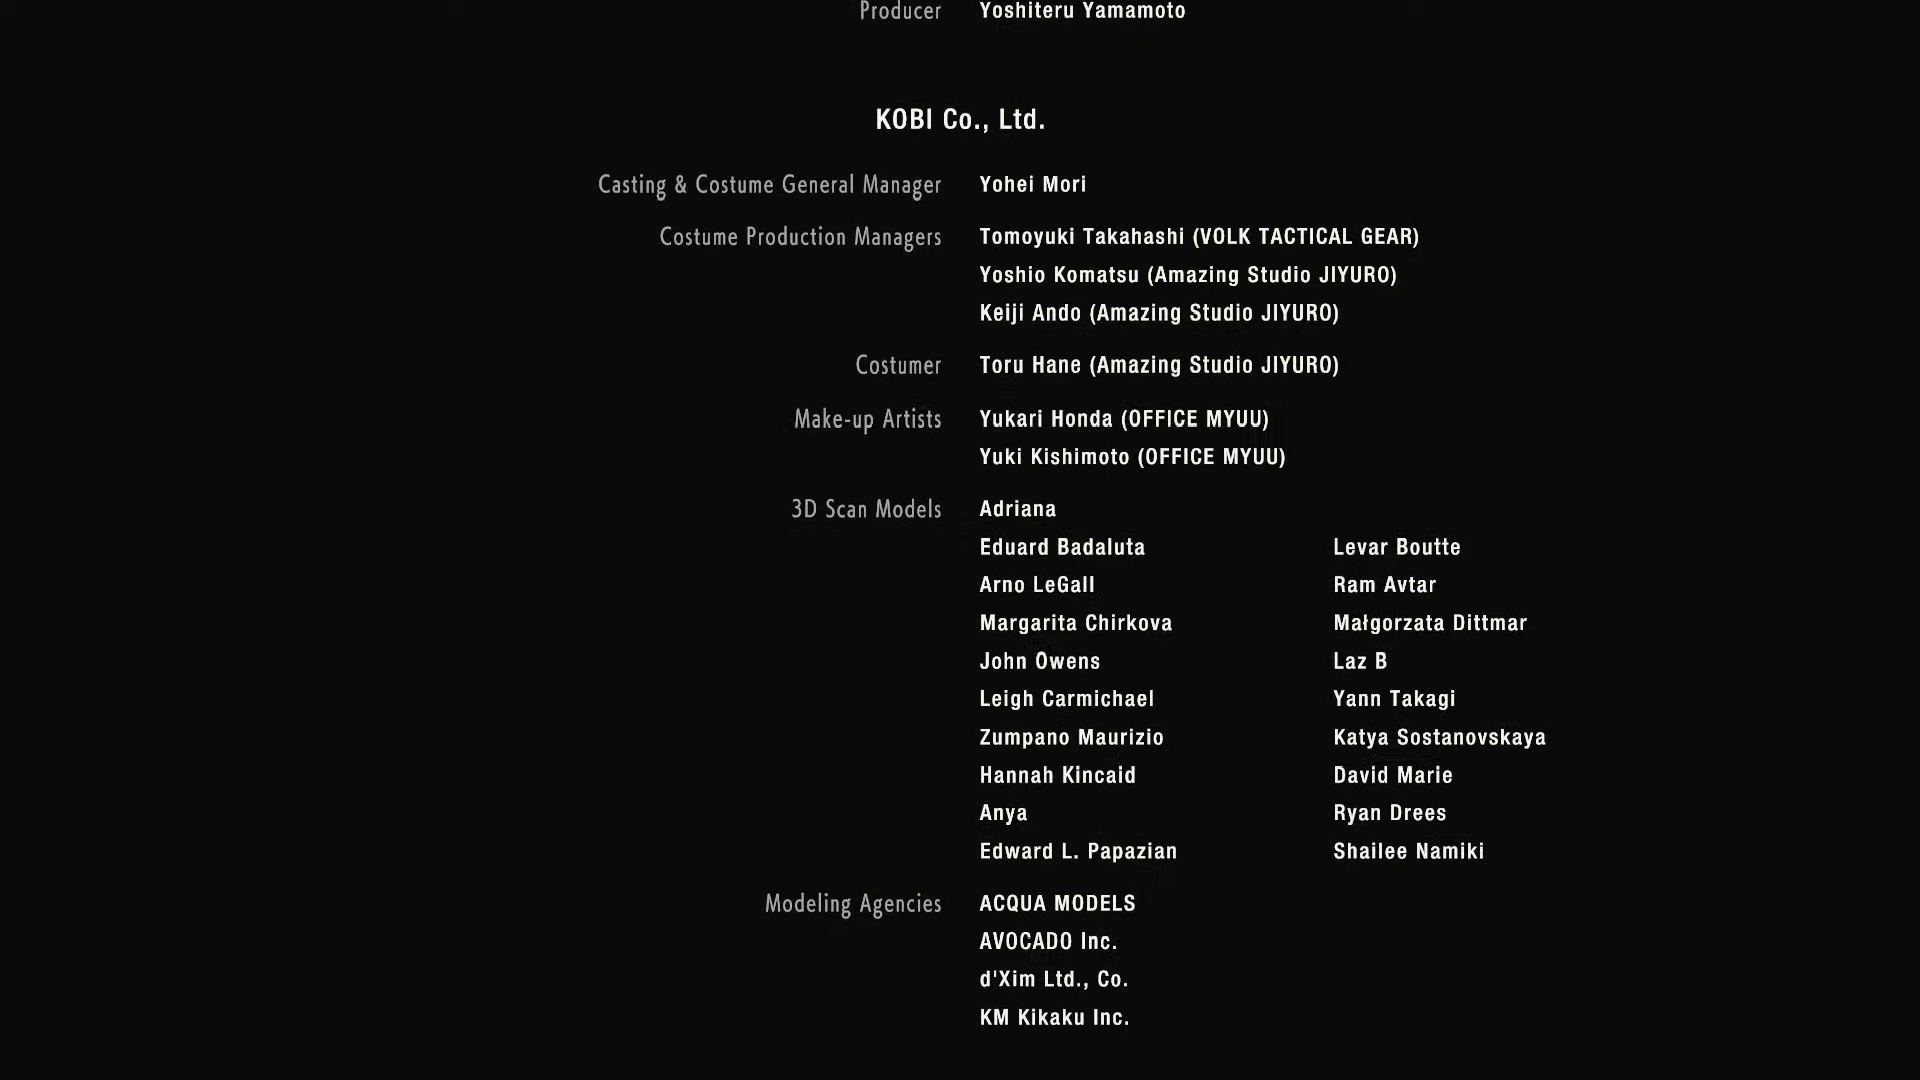 Producer Yoshiteru Yamamoto
KOBI Co., Ltd.
Casting & Costume General Manager Yohei Mori
Costume Production Managers Tomoyuki Takahashi (VOLK TACTICAL GEAR)
Yoshio Komatsu (Amazing Studio JIYURO)
Keiji Ando (Amazing Studio JIYURO)
Costumer Toru Hane (Amazing Studio JIYURO)
Make-up Artists Yukari Honda (OFFICE MYUU)
Yuki Kishimoto (OFFICE MYUU)
3D Scan Models Adriana
Eduard Badaluta Levar Boutte
Arno LeGall Ram Avtar
Margarita Chirkova Małgorzata Dittmar
John Owens Laz B
Leigh Carmichael Yann Takagi
Zumpano Maurizio Katya Sostanovskaya
Hannah Kincaid David Marie
Anya Ryan Drees
Edward L. Papazian Shailee Namiki
Modeling Agencies ACQUA MODELS
AVOCADO Inc.
d'Xim Ltd., Co.
KM Kikaku Inc.